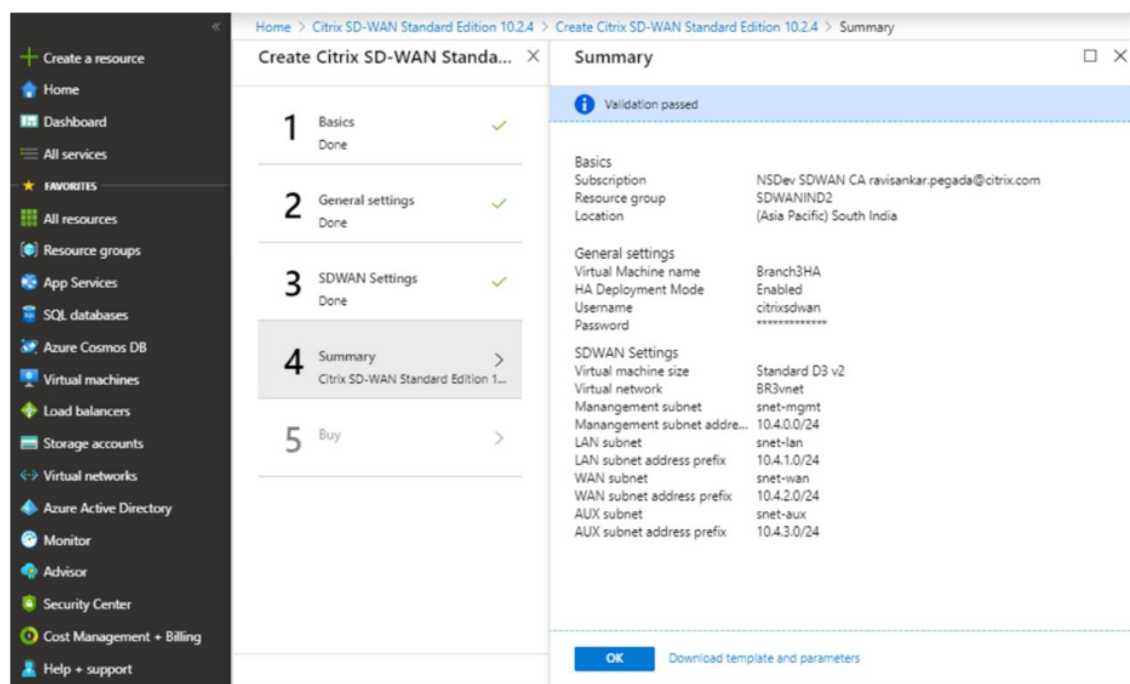 Home > Citrix SD-WAN Standard Edition 10.2.4 > Create Citrix SD-WAN Standard Edition 10.2.4 > Summary
«
Create a resource
Home
Dashboard
All services
FAVORITES
All resources
Resource groups
App Services
SQL databases
Azure Cosmos DB
Virtual machines
Load balancers
Storage accounts
Virtual networks
Azure Active Directory
Monitor
Advisor
Security Center
Cost Management + Billing
Help + support
Create Citrix SD-WAN Standa... ×
1 Basics
Done
2 General settings
Done
3 SDWAN Settings
Done
4 Summary >
Citrix SD-WAN Standard Edition 1...
5 Buy >
Summary
Validation passed
Basics
Subscription NSDev SDWAN CA ravisankar.pegada@citrix.com
Resource group SDWANIND2
Location (Asia Pacific) South India
General settings
Virtual Machine name Branch3HA
HA Deployment Mode Enabled
Username citrixsdwan
Password *************
SDWAN Settings
Virtual machine size Standard D3 v2
Virtual network BR3vnet
Manangement subnet snet-mgmt
Manangement subnet addre... 10.4.0.0/24
LAN subnet snet-lan
LAN subnet address prefix 10.4.1.0/24
WAN subnet snet-wan
WAN subnet address prefix 10.4.2.0/24
AUX subnet snet-aux
AUX subnet address prefix 10.4.3.0/24
OK Download template and parameters